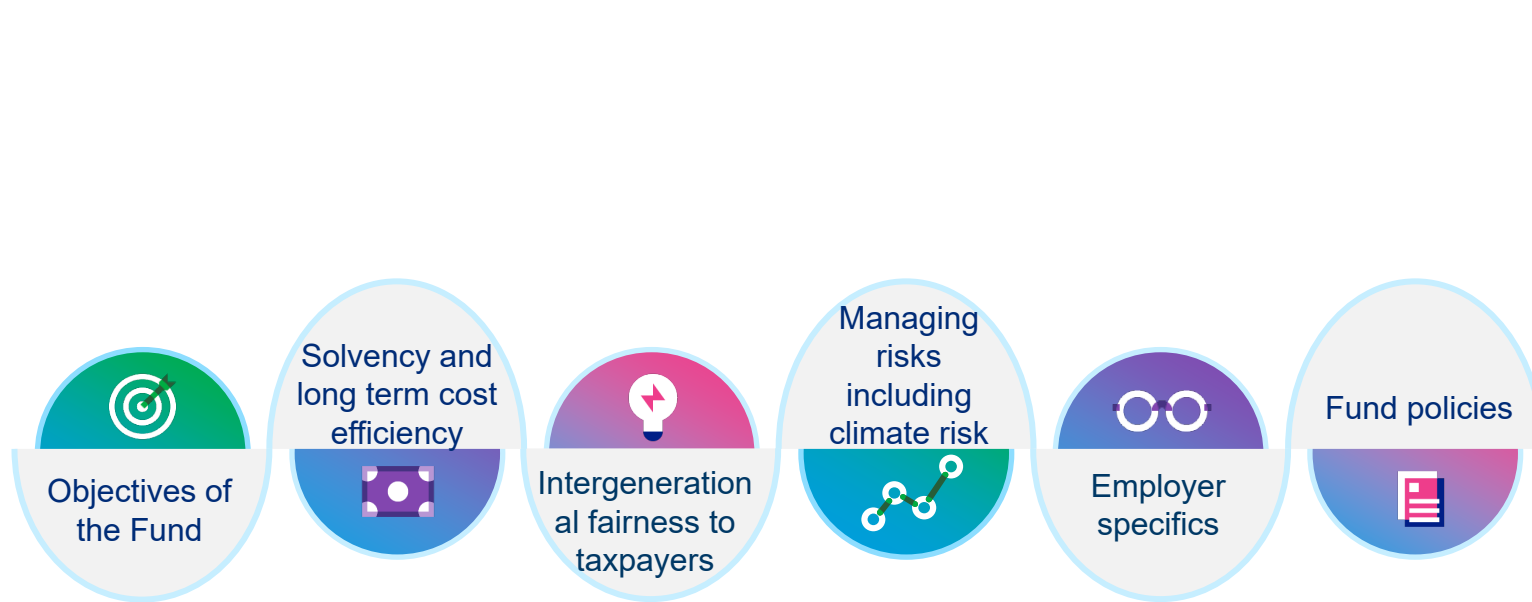 Objectives of
the Fund
Solvency and
long term cost
efficiency
Intergeneration
al fairness to
taxpayers
Managing
risks
including
climate risk
Employer
specifics
Fund policies